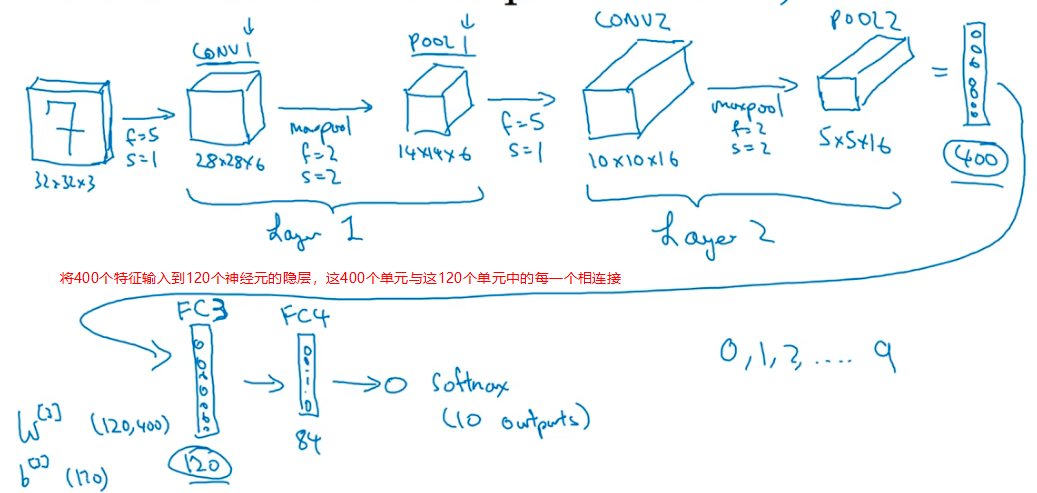 CONV1 POOL1 CONV2 POOL2
7
f=5
s=1
maxpool
f=2
s=2
f=5
s=1
maxpool
f=2
s=2
=
32×32×3
28×28×6
14×14×6
10×10×16
5×5×16
400
Layer 1
Layer 2
将400个特征输入到120个神经元的隐层，这400个单元与这120个单元中的每一个相连接
FC3 FC4
0,1,2,.... 9
Softmax
(10 outputs)
W[3] (120,400)
84
120
b[3] (120)